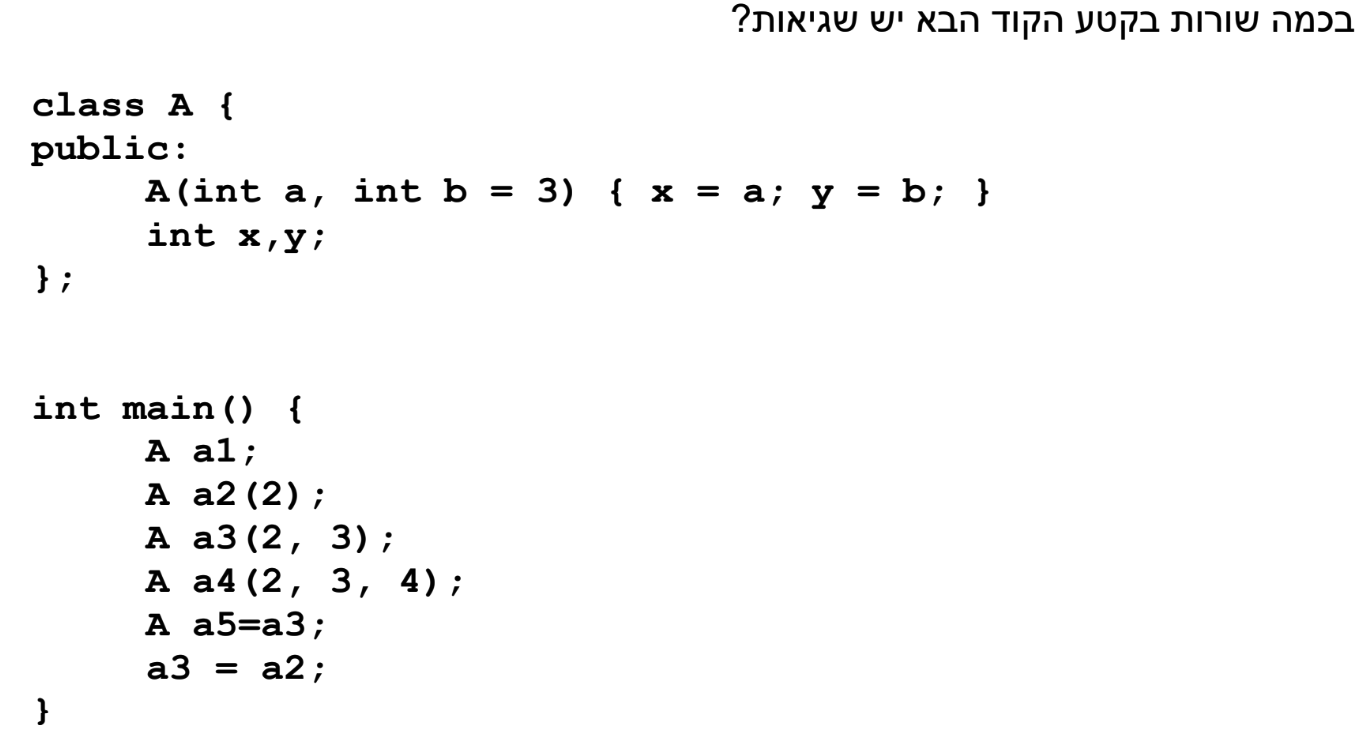 בכמה שורות בקטע הקוד הבא יש שגיאות?
class A {
public:
A(int a, int b = 3) { x = a; y = b; }
int x,y;
};
int main() {
A a1;
A a2(2);
A a3(2, 3);
A a4(2, 3, 4);
A a5=a3;
a3 = a2;
}